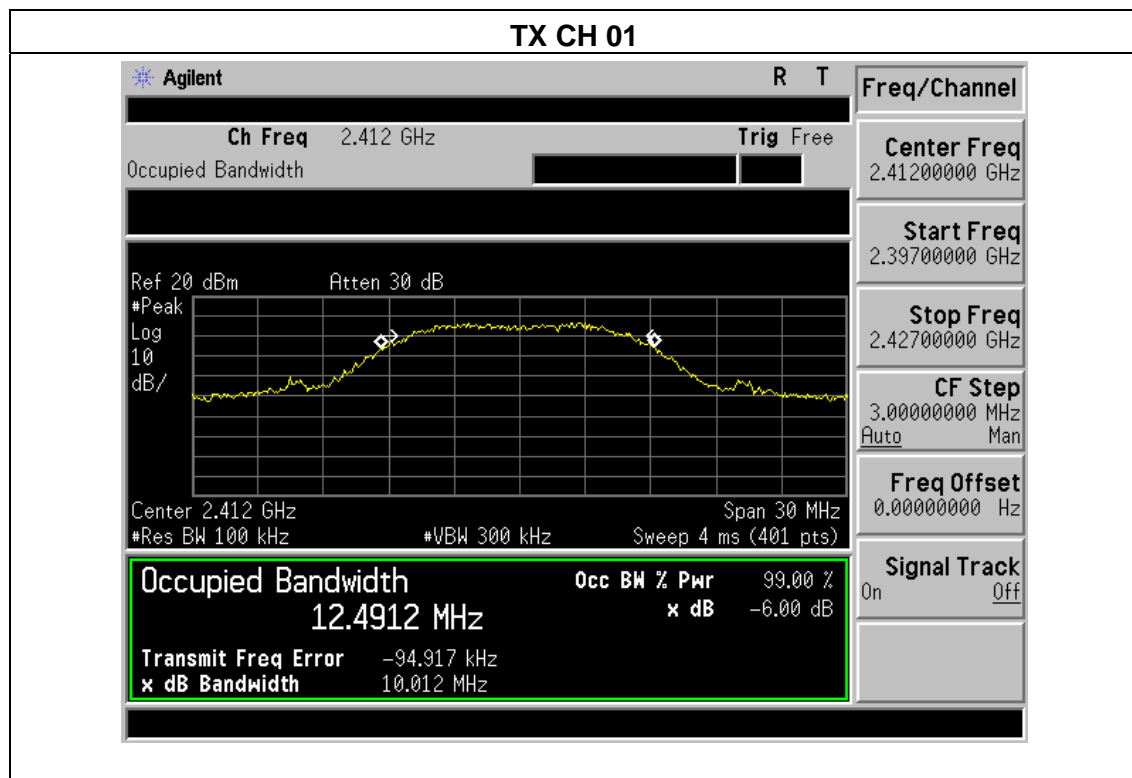 TX CH 01
Agilent R T
Ch Freq 2.412 GHz Trig Free
Occupied Bandwidth
Ref 20 dBm Atten 30 dB
#Peak
Log
10
dB/
Center 2.412 GHz Span 30 MHz
#Res BW 100 kHz #VBW 300 kHz Sweep 4 ms (401 pts)
Occupied Bandwidth Occ BW % Pwr 99.00 %
12.4912 MHz x dB -6.00 dB
Transmit Freq Error -94.917 kHz
x dB Bandwidth 10.012 MHz
Freq/Channel
Center Freq
2.41200000 GHz
Start Freq
2.39700000 GHz
Stop Freq
2.42700000 GHz
CF Step
3.00000000 MHz
Auto Man
Freq Offset
0.00000000 Hz
Signal Track
On Off